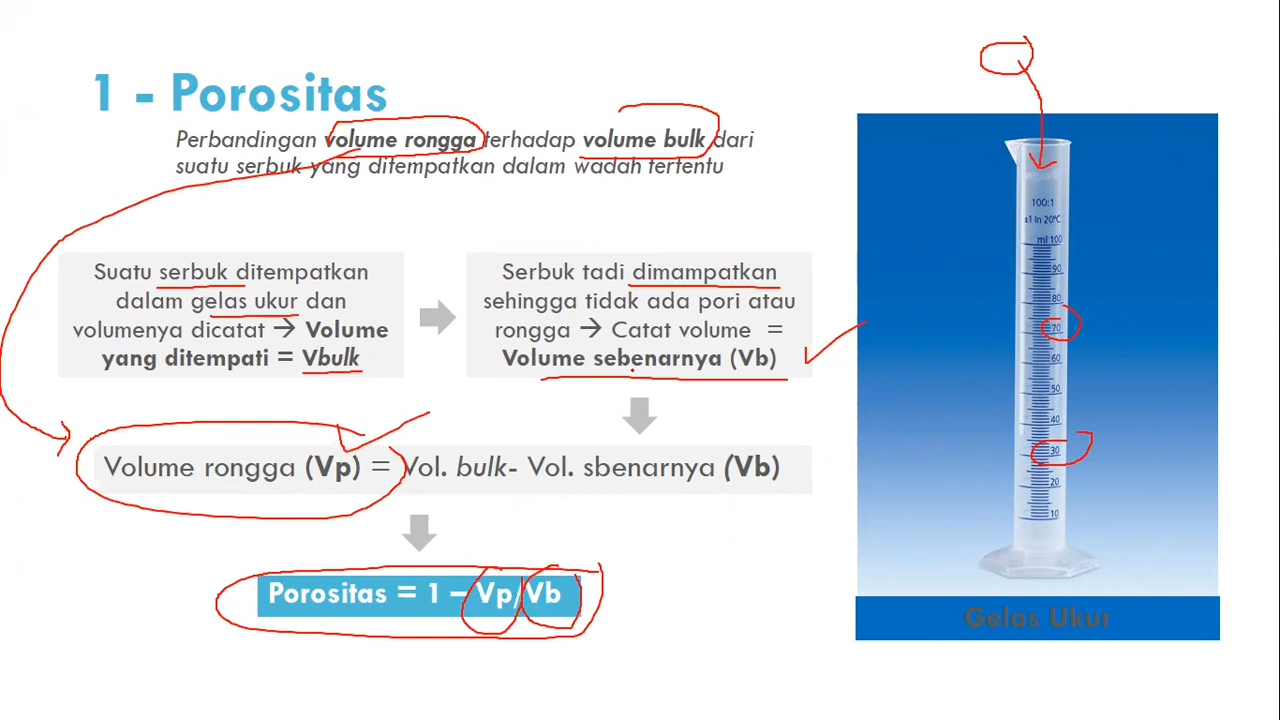 1 - Porositas
Perbandingan volume rongga terhadap volume bulk dari
suatu serbuk yang ditempatkan dalam wadah tertentu
Suatu serbuk ditempatkan
dalam gelas ukur dan
volumenya dicatat → Volume
yang ditempati = Vbulk
Serbuk tadi dimampatkan
sehingga tidak ada pori atau
rongga → Catat volume =
Volume sebenarnya (Vb)
Volume rongga (Vp) = Vol. bulk- Vol. sbenarnya (Vb)
Porositas = 1 – Vp/Vb
100:1
±1 In 20°C
ml 100
90
80
70
60
50
40
30
20
10
Gelas Ukur